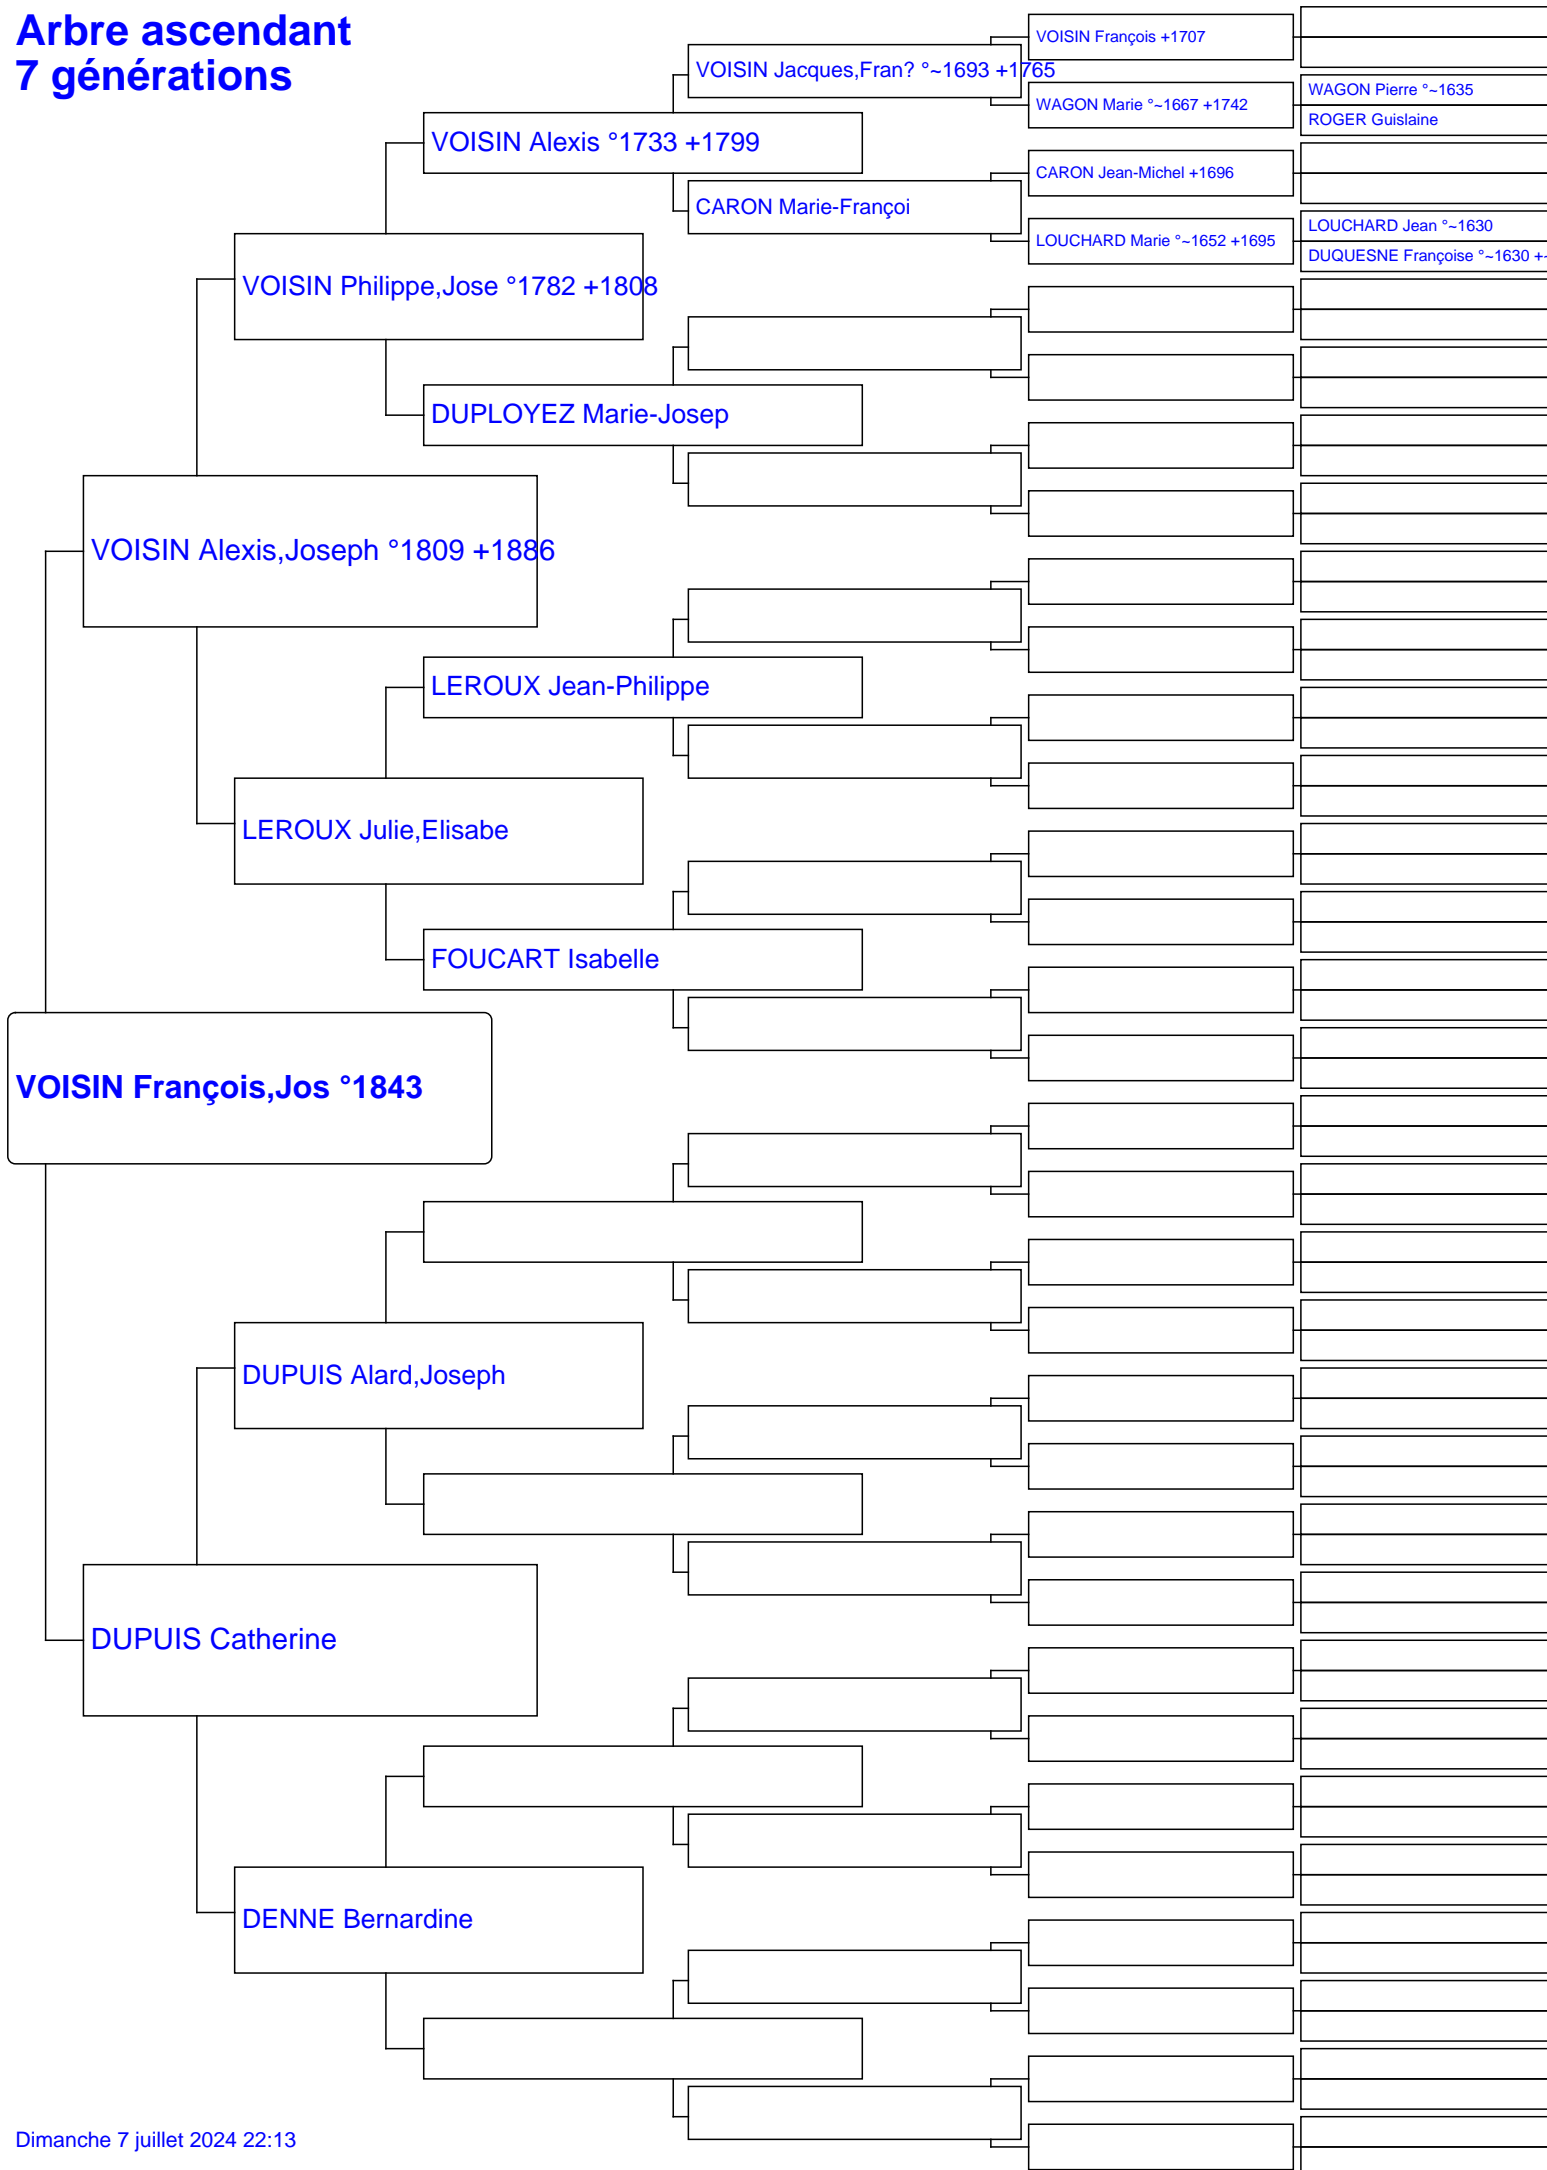 Arbre ascendant
7 générations
VOISIN François +1707
VOISIN Jacques,Fran? °~1693 +1765
WAGON Pierre °~1635
WAGON Marie °~1667 +1742
ROGER Guislaine
VOISIN Alexis °1733 +1799
CARON Jean-Michel +1696
CARON Marie-Françoi
LOUCHARD Jean °~1630
LOUCHARD Marie °~1652 +1695
DUQUESNE Françoise °~1630 +~
VOISIN Philippe,Jose °1782 +1808
DUPLOYEZ Marie-Josep
VOISIN Alexis,Joseph °1809 +1886
LEROUX Jean-Philippe
LEROUX Julie,Elisabe
FOUCART Isabelle
VOISIN François,Jos °1843
DUPUIS Alard,Joseph
DUPUIS Catherine
DENNE Bernardine
Dimanche 7 juillet 2024 22:13